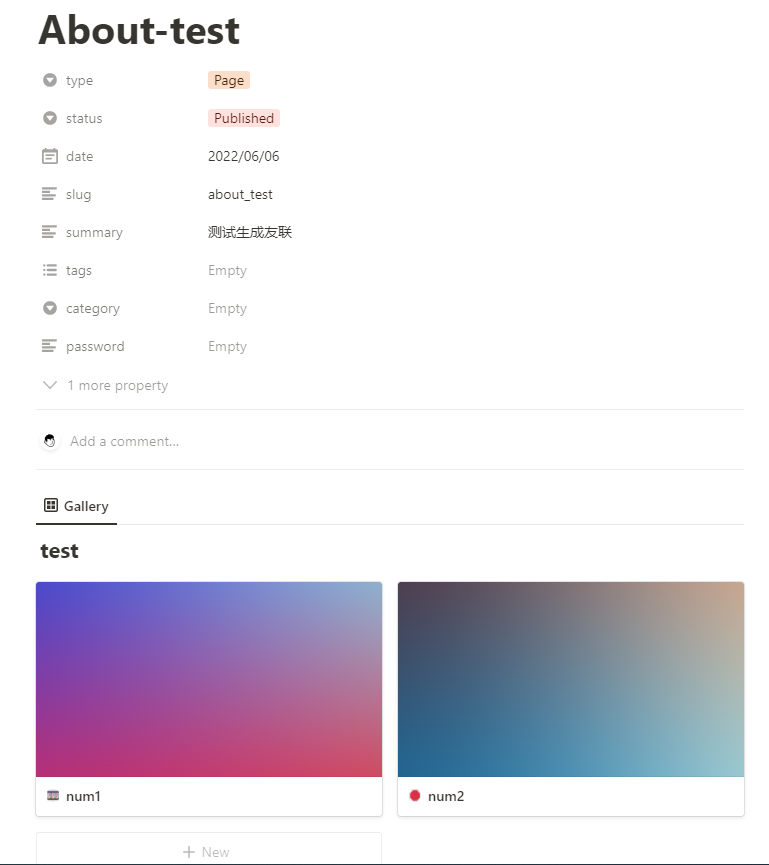 About-test
type Page
status Published
date 2022/06/06
slug about_test
summary 测试生成友联
tags Empty
category Empty
password Empty
1 more property
Add a comment...
Gallery
test
num1 num2
New